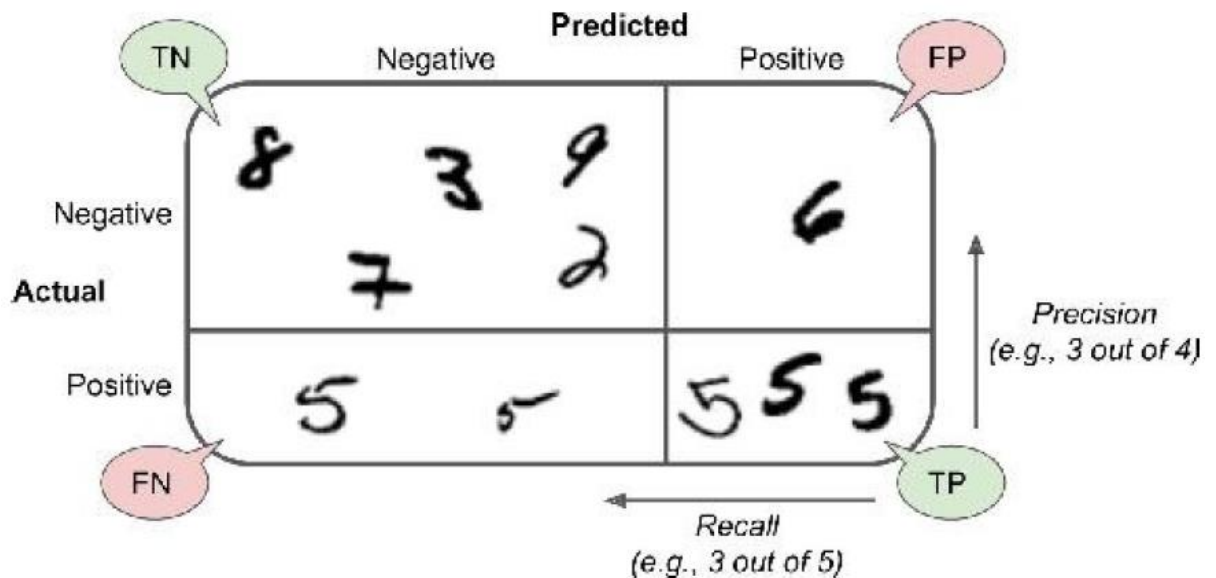 Predicted
TN
Negative
Positive
FP
8
3
9
Negative
6
7
2
Actual
Precision
(e.g., 3 out of 4)
Positive
5
5
5
5
5
FN
TP
Recall
(e.g., 3 out of 5)